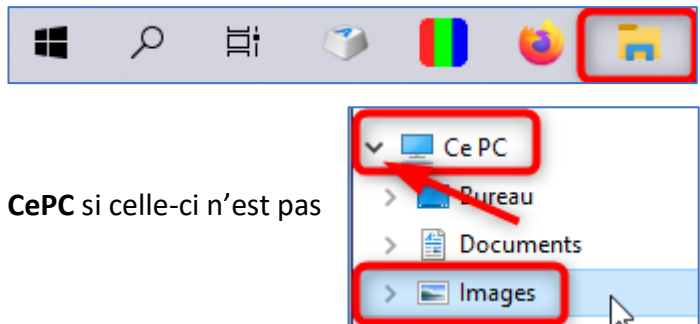 Ce PC
CePC si celle-ci n’est pas
Bureau
Documents
Images